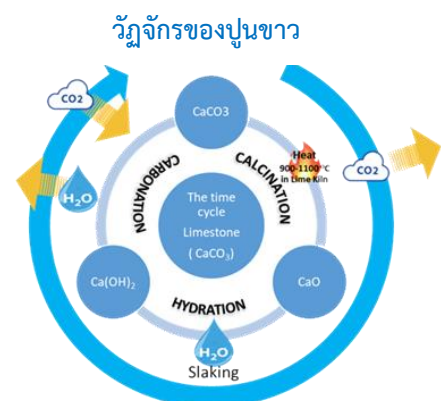 วัฏจักรของปูนขาว
CO2
CaCO3
CARBONATION
CALCINATION
Heat
900-1100°C
in Lime Kiln
CO2
H₂O
The time
cycle
Limestone
( CaCO₃)
Ca(OH)₂
CaO
HYDRATION
H₂O
Slaking